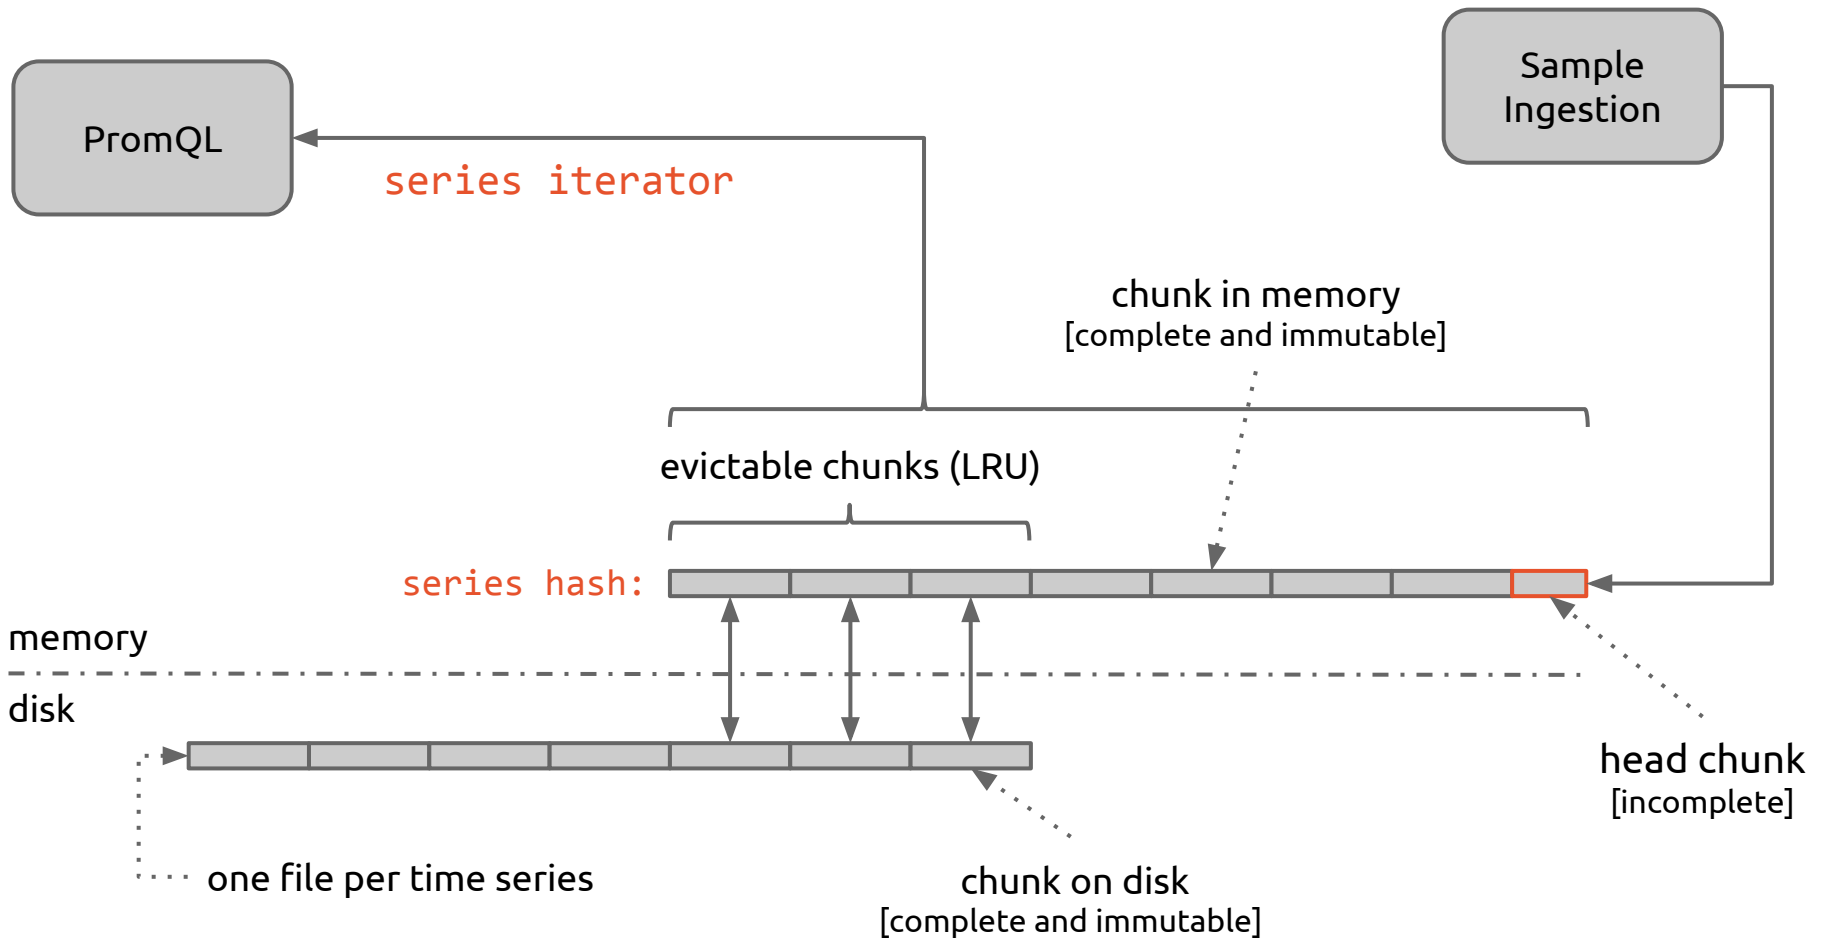 Sample
Ingestion
PromQL
series iterator
chunk in memory
[complete and immutable]
evictable chunks (LRU)
series hash:
memory
disk
head chunk
[incomplete]
one file per time series
chunk on disk
[complete and immutable]